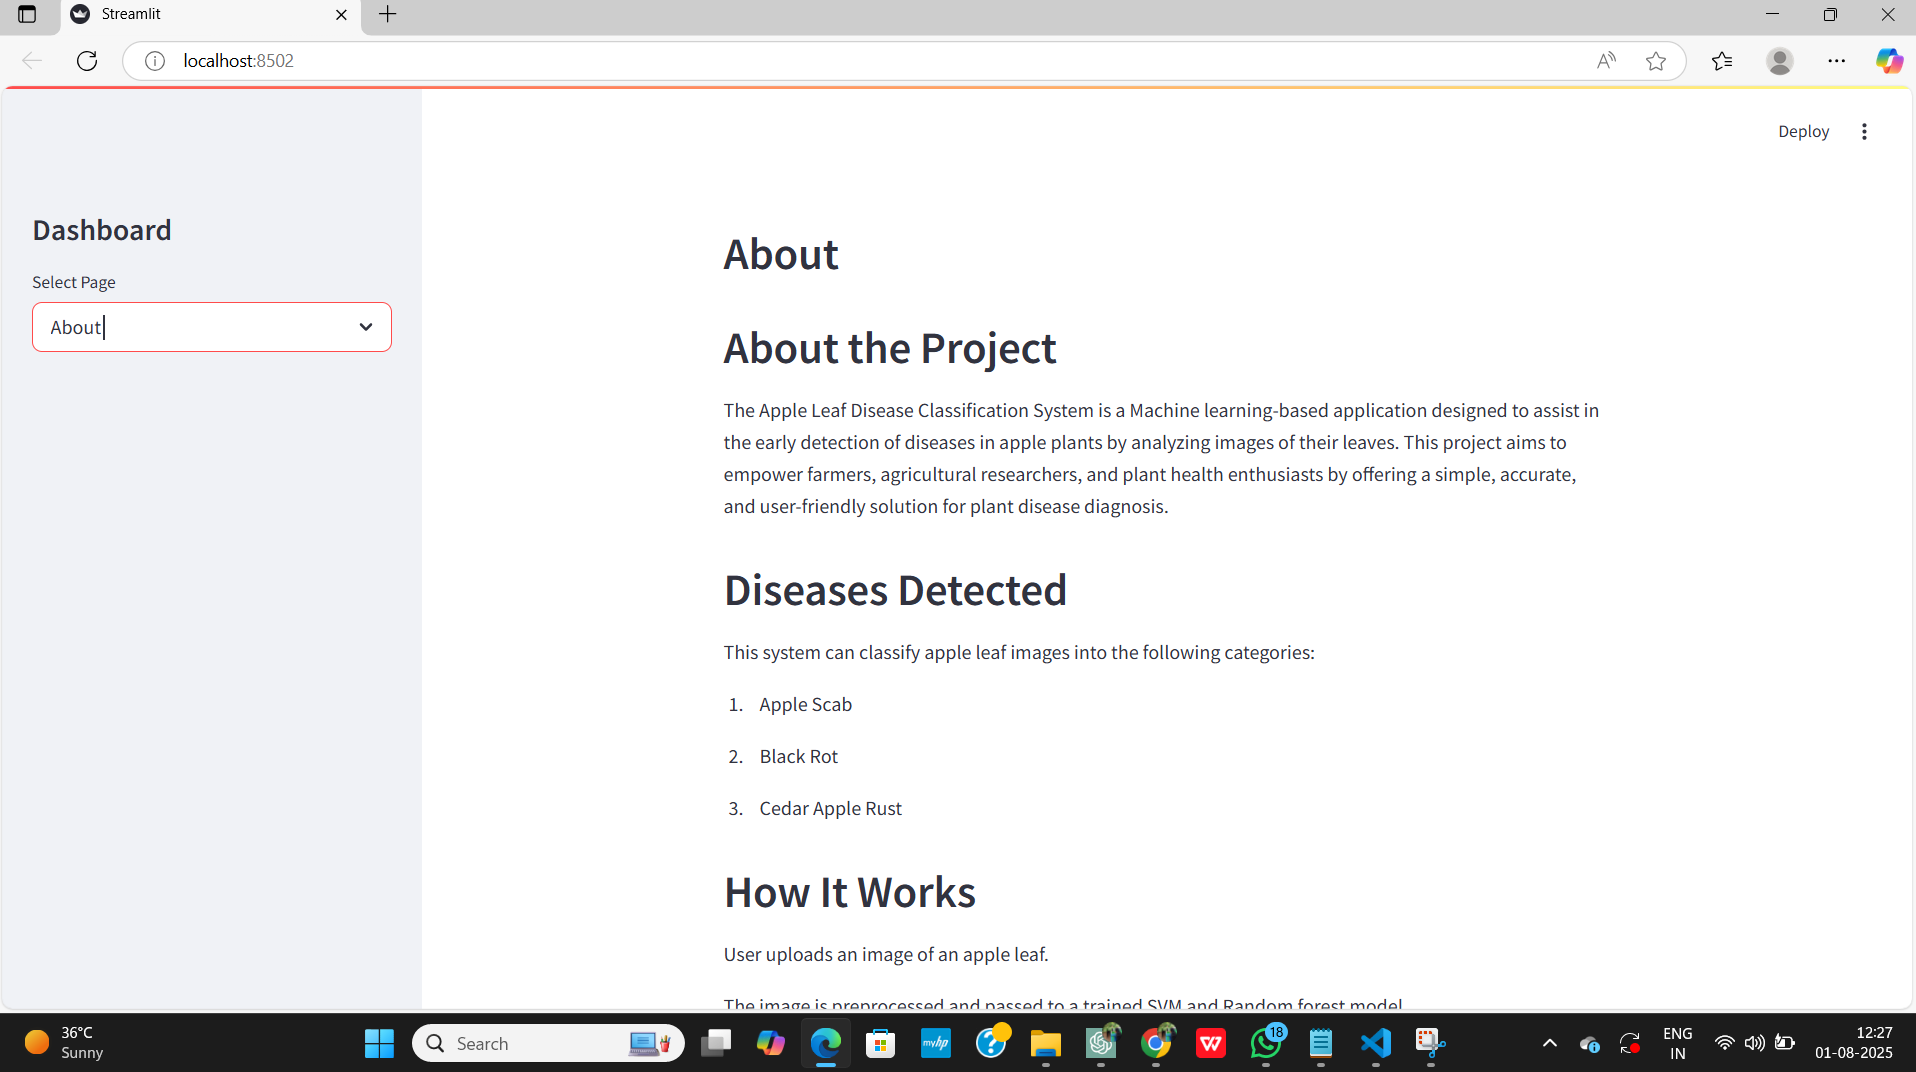 Streamlit
localhost:8502
Deploy
Dashboard
Select Page
About
About
About the Project
The Apple Leaf Disease Classification System is a Machine learning-based application designed to assist in
the early detection of diseases in apple plants by analyzing images of their leaves. This project aims to
empower farmers, agricultural researchers, and plant health enthusiasts by offering a simple, accurate,
and user-friendly solution for plant disease diagnosis.
Diseases Detected
This system can classify apple leaf images into the following categories:
1. Apple Scab
2. Black Rot
3. Cedar Apple Rust
How It Works
User uploads an image of an apple leaf.
The image is preprocessed and passed to a trained SVM and Random forest model
36°C
Sunny
Search
myhp
18
ENG
IN
12:27
01-08-2025